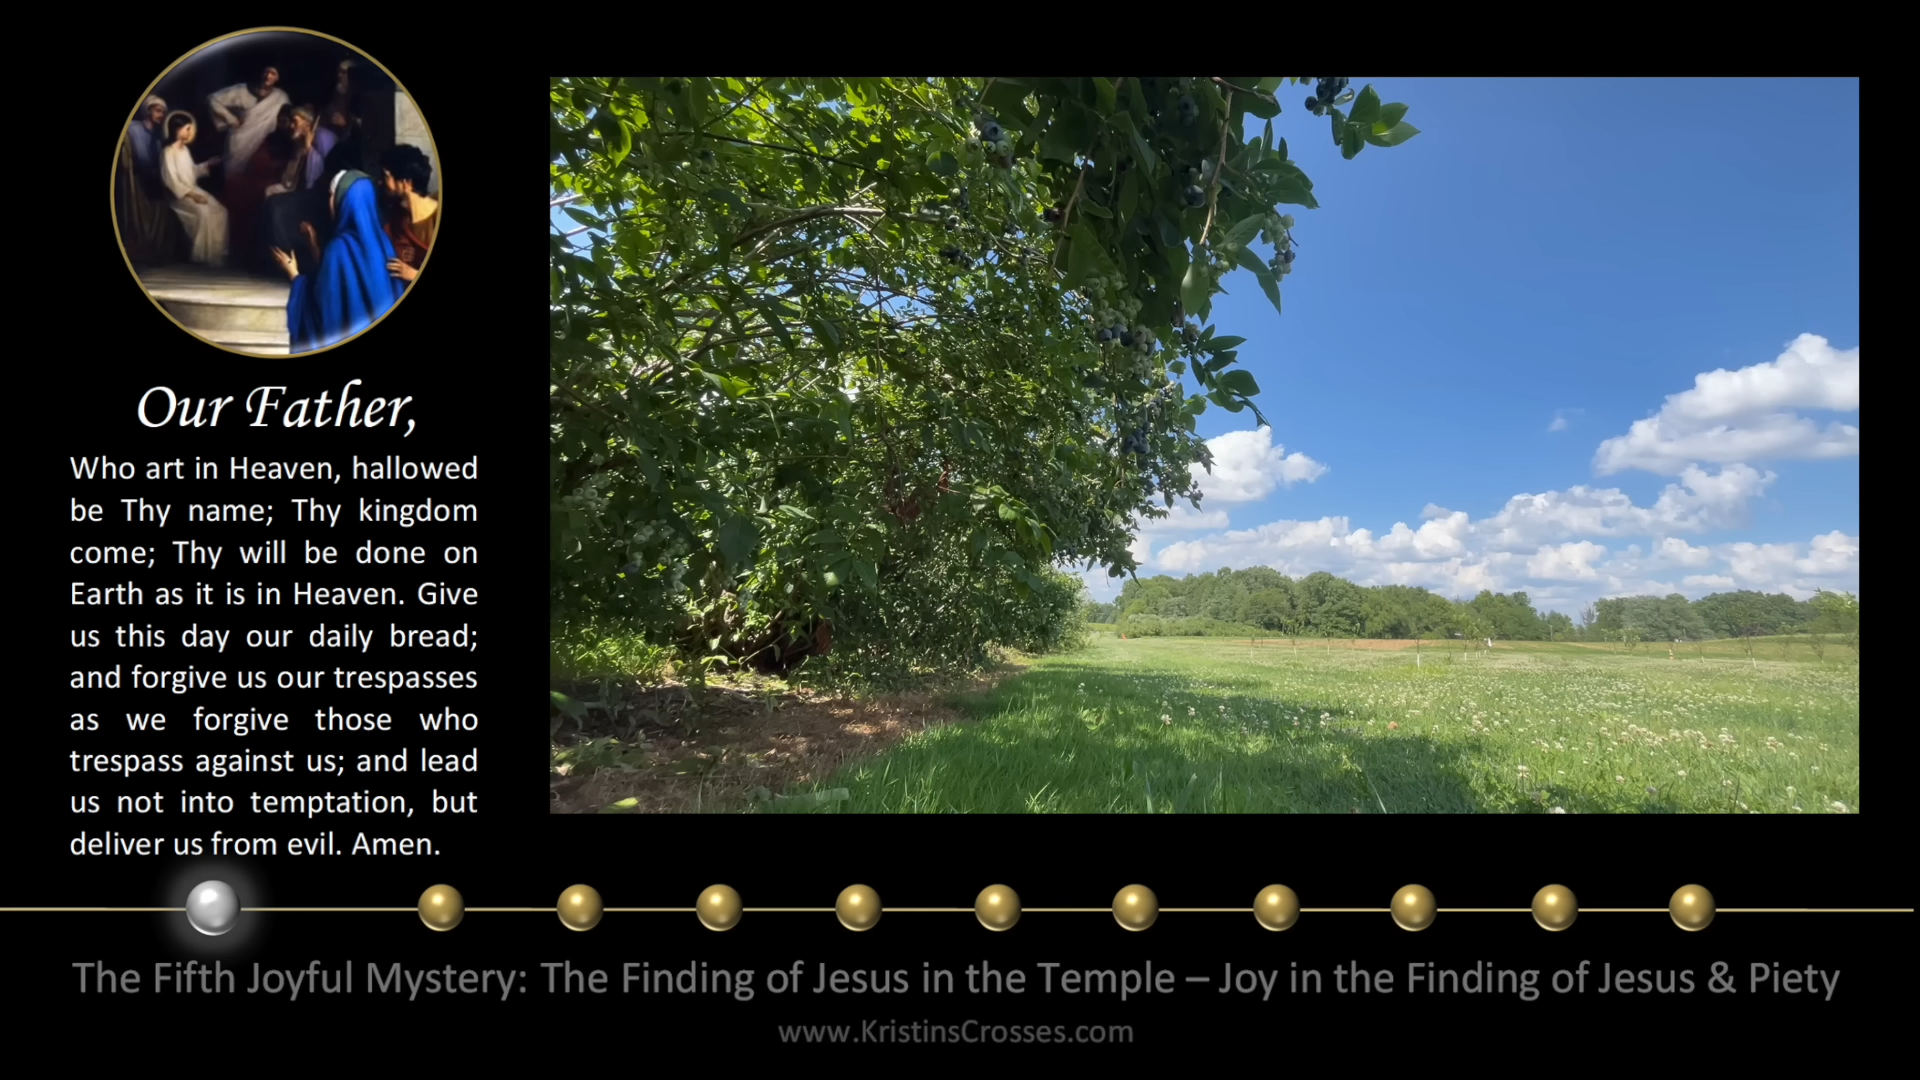 Our Father,
Who art in Heaven, hallowed
be Thy name; Thy kingdom
come; Thy will be done on
Earth as it is in Heaven. Give
us this day our daily bread;
and forgive us our trespasses
as we forgive those who
trespass against us; and lead
us not into temptation, but
deliver us from evil. Amen.
The Fifth Joyful Mystery: The Finding of Jesus in the Temple – Joy in the Finding of Jesus & Piety
www.KristinsCrosses.com